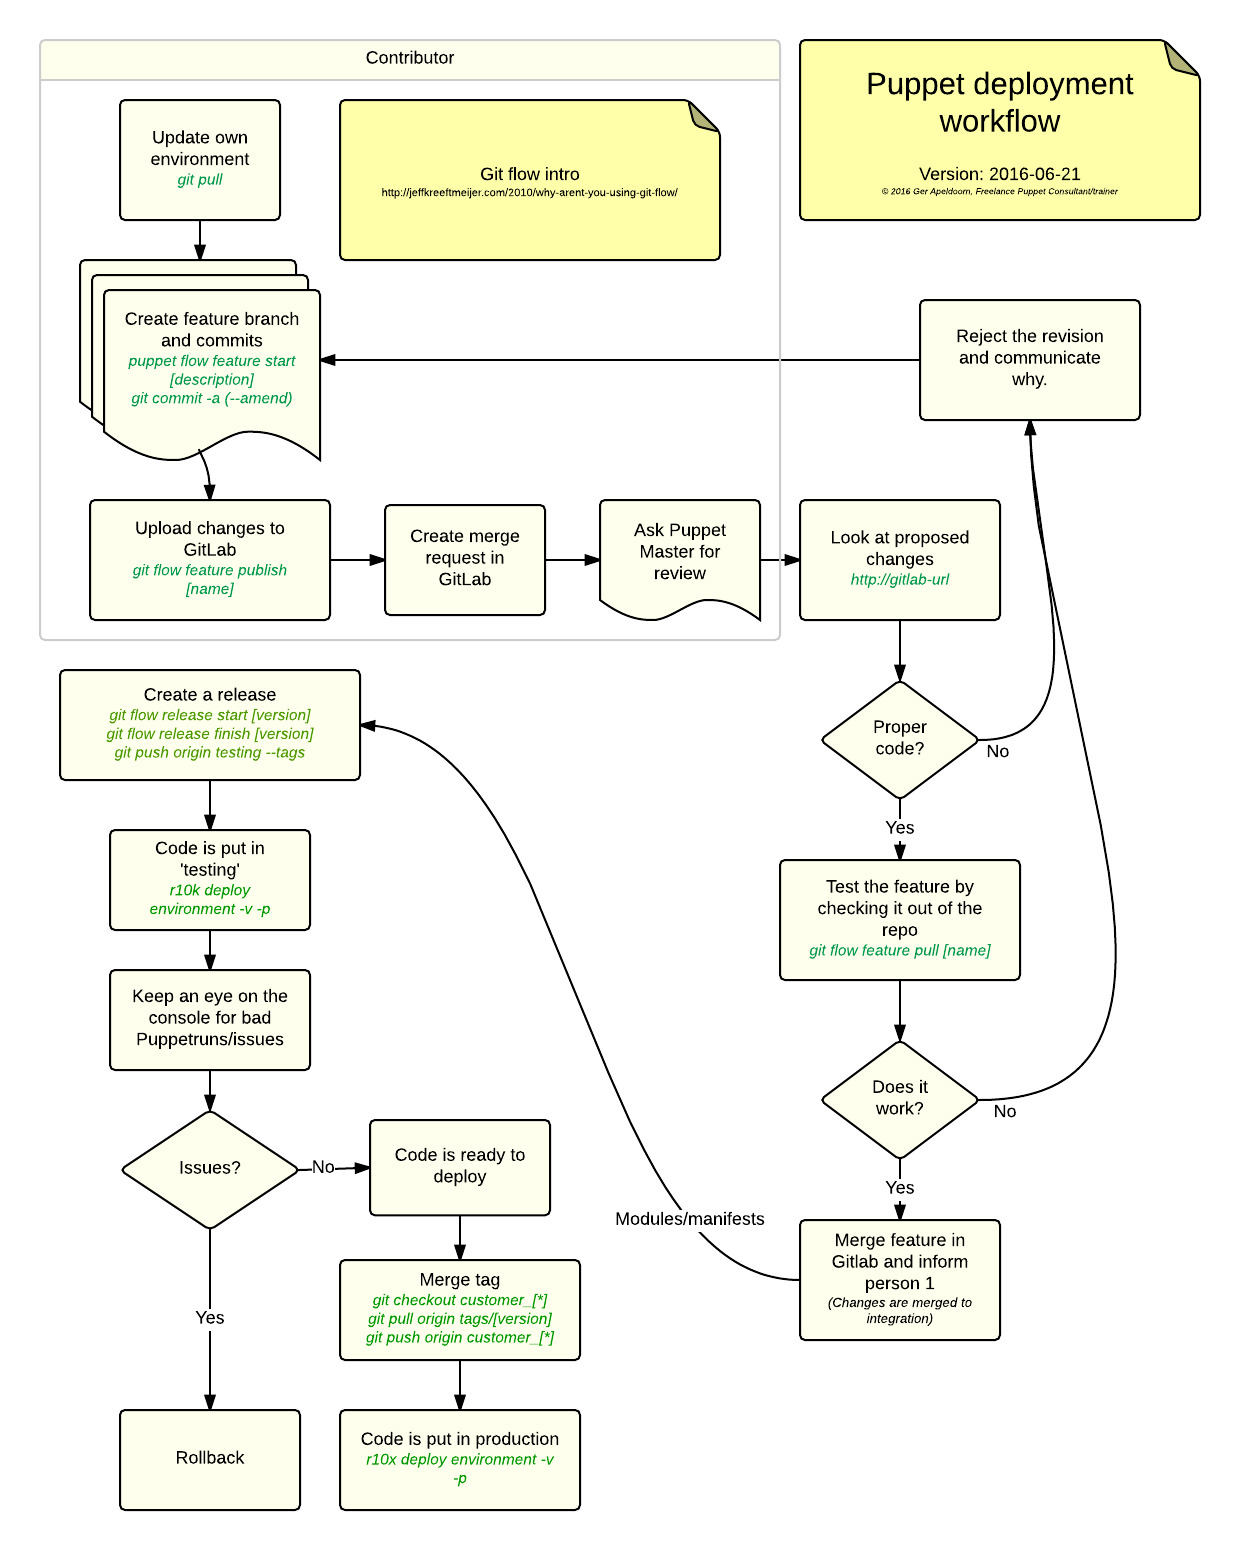 Contributor
Update own
environment
git pull
Git flow intro
http://jeffkreeftmeijer.com/2010/why-arent-you-using-git-flow/
Puppet deployment
workflow
Version: 2016-06-21
© 2016 Ger Apeldoorn, Freelance Puppet Consultant/trainer
Create feature branch
and commits
puppet flow feature start
[description]
git commit -a (--amend)
Reject the revision
and communicate
why.
Upload changes to
GitLab
git flow feature publish
[name]
Create merge
request in
GitLab
Ask Puppet
Master for
review
Look at proposed
changes
http://gitlab-url
Proper
code?
No
Yes
Test the feature by
checking it out of the
repo
git flow feature pull [name]
Does it
work?
No
Yes
Merge feature in
Gitlab and inform
person 1
(Changes are merged to
integration)
Modules/manifests
Create a release
git flow release start [version]
git flow release finish [version]
git push origin testing --tags
Code is put in
'testing'
r10k deploy
environment -v -p
Keep an eye on the
console for bad
Puppetruns/issues
Issues?
No
Yes
Code is ready to
deploy
Merge tag
git checkout customer_[*]
git pull origin tags/[version]
git push origin customer_[*]
Rollback
Code is put in production
r10x deploy environment -v
-p